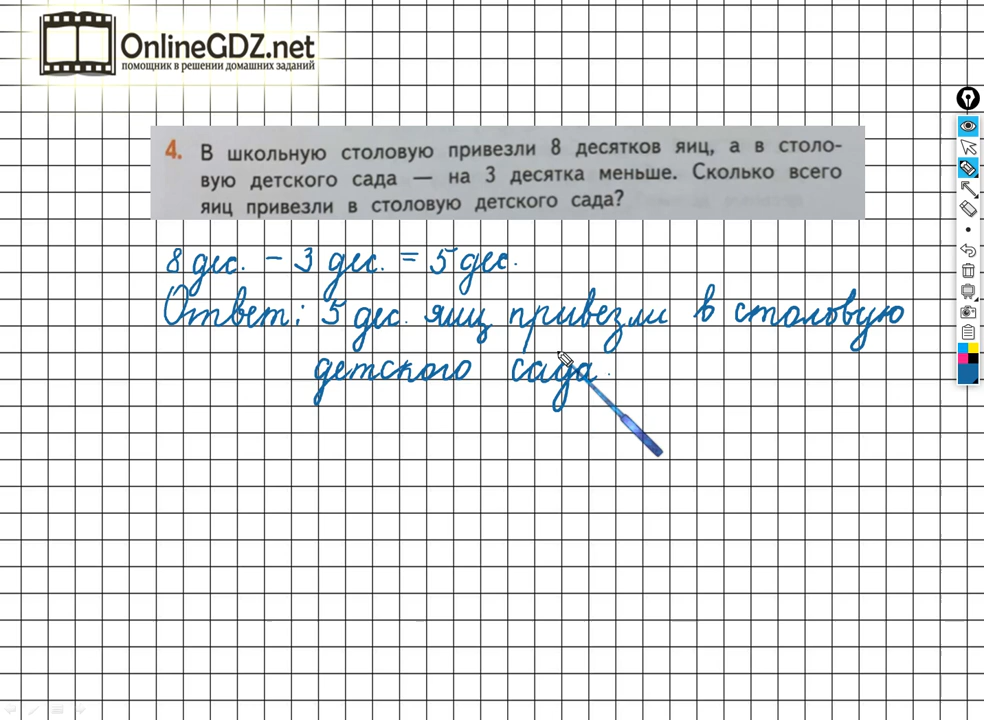 OnlineGDZ.net
помощник в решении домашних заданий
4. В школьную столовую привезли 8 десятков яиц, а в столо-
вую детского сада — на 3 десятка меньше. Сколько всего
яиц привезли в столовую детского сада?
8 дес. - 3 дес. = 5 дес.
Ответ: 5 дес. яиц привезли в столовую
детского сада.